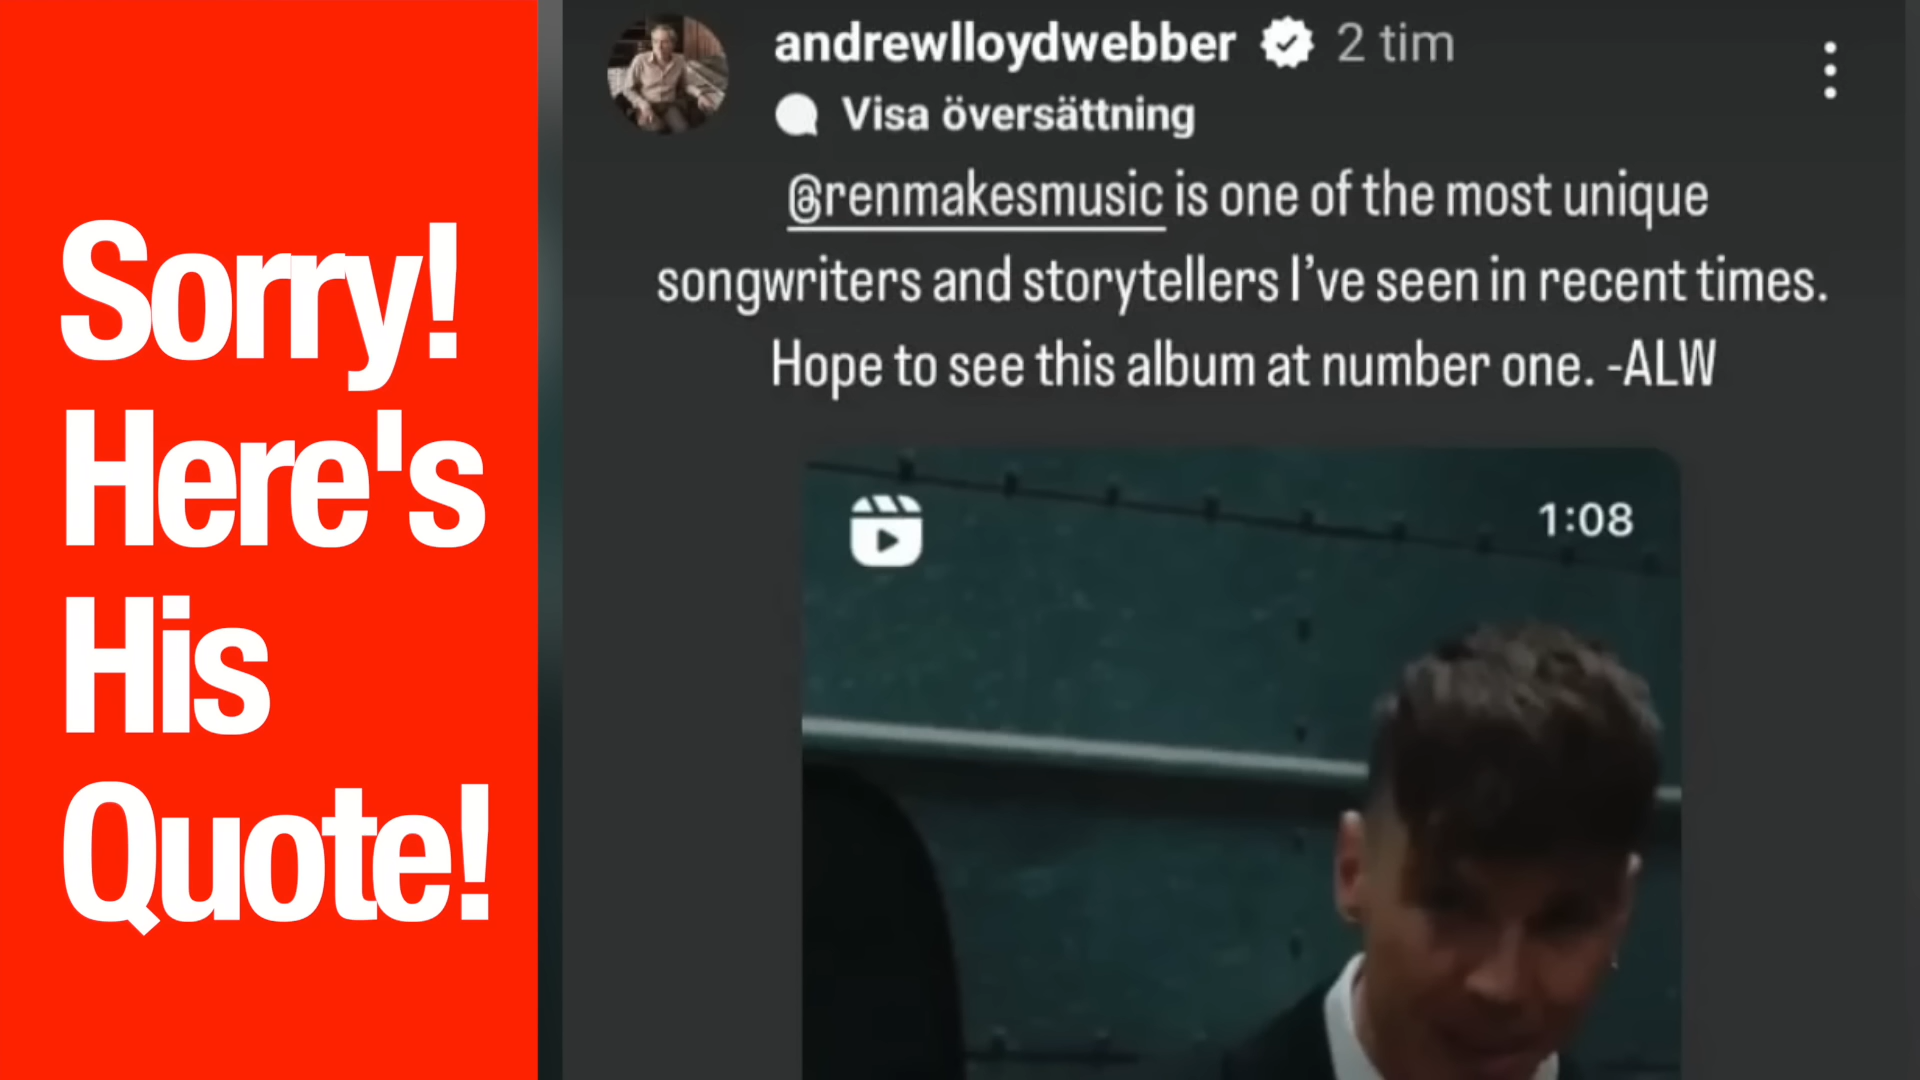 Sorry!
Here's
His
Quote!
andrewlloydwebber 2 tim
Visa översättning
@renmakesmusic is one of the most unique
songwriters and storytellers I've seen in recent times.
Hope to see this album at number one. -ALW
1:08